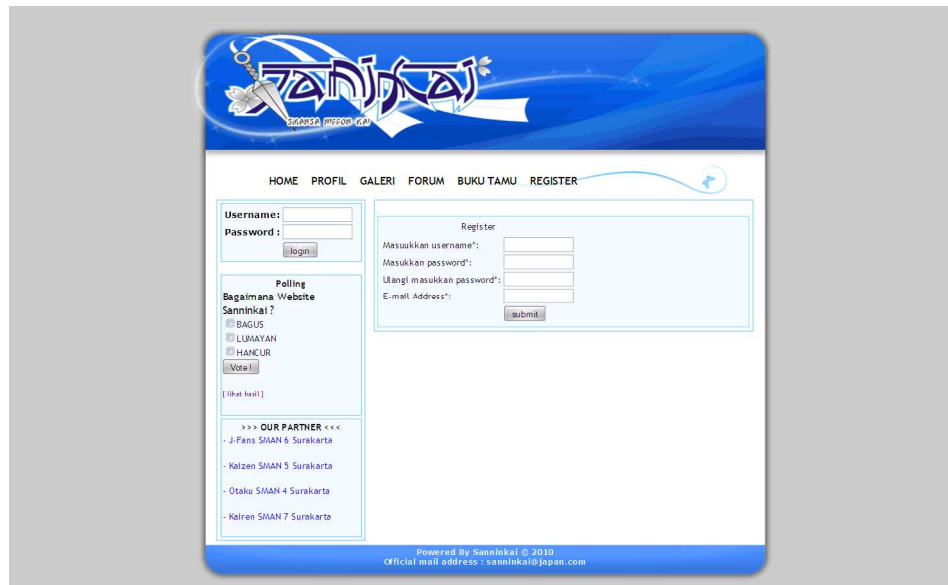 Saninkai
SMANSA NIPPON KAI
HOME PROFIL GALERI FORUM BUKU TAMU REGISTER
Username:
Password :
login
Polling
Bagaimana Website
Sanninkai ?
BAGUS
LUMAYAN
HANCUR
Vote !
[ lihat hasil ]
>>> OUR PARTNER <<<
- J-Fans SMAN 6 Surakarta
- Kaizen SMAN 5 Surakarta
- Otaku SMAN 4 Surakarta
- Kairen SMAN 7 Surakarta
Register
Masuukkan username*:
Masukkan password*:
Ulangi masukkan password*:
E-mail Address*:
submit
Powered By Sanninkai © 2010
Official mail address : sanninkai@japan.com